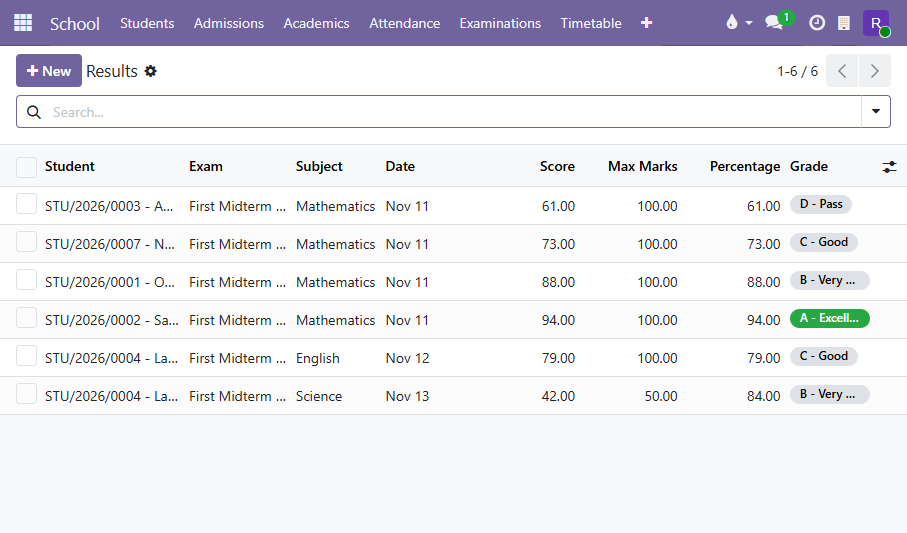 School Students Admissions Academics Attendance Examinations Timetable 1 R
New Results 1-6 / 6
Search...
Student Exam Subject Date Score Max Marks Percentage Grade
STU/2026/0003 - A... First Midterm ... Mathematics Nov 11 61.00 100.00 61.00 D - Pass
STU/2026/0007 - N... First Midterm ... Mathematics Nov 11 73.00 100.00 73.00 C - Good
STU/2026/0001 - O... First Midterm ... Mathematics Nov 11 88.00 100.00 88.00 B - Very ...
STU/2026/0002 - Sa... First Midterm ... Mathematics Nov 11 94.00 100.00 94.00 A - Excell...
STU/2026/0004 - La... First Midterm ... English Nov 12 79.00 100.00 79.00 C - Good
STU/2026/0004 - La... First Midterm ... Science Nov 13 42.00 50.00 84.00 B - Very ...